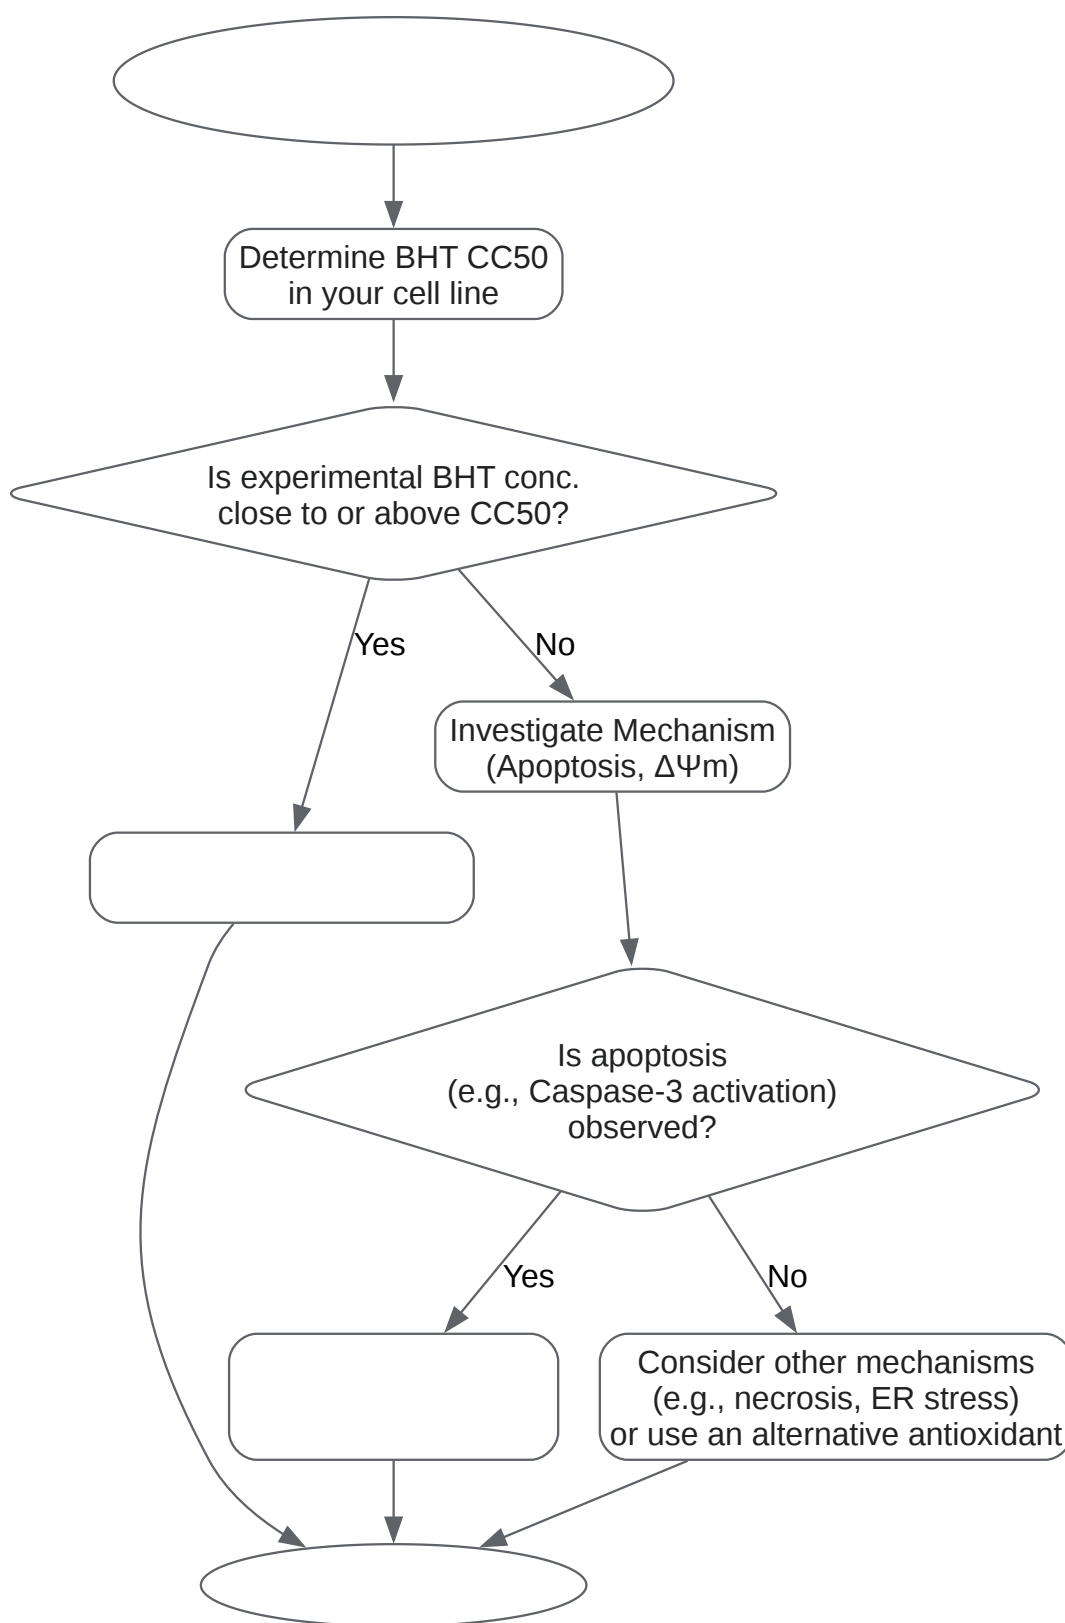 Determine BHT CC50
in your cell line
Is experimental BHT conc.
close to or above CC50?
Yes
No
Investigate Mechanism
(Apoptosis, ΔΨm)
Is apoptosis
(e.g., Caspase-3 activation)
observed?
Yes
No
Consider other mechanisms
(e.g., necrosis, ER stress)
or use an alternative antioxidant